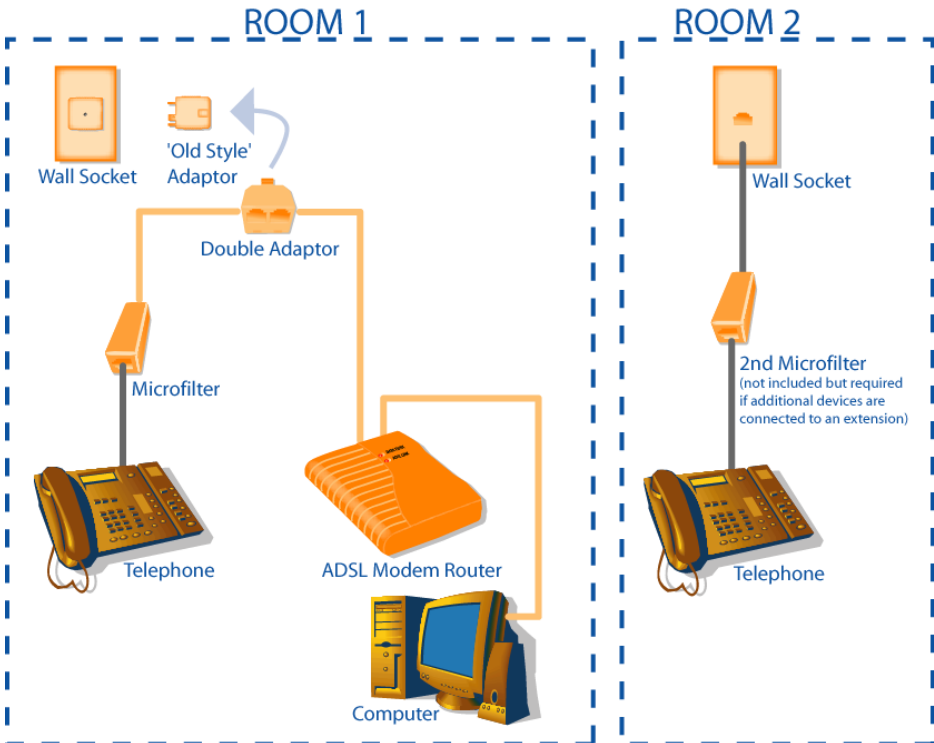 ROOM 1
ROOM 2
Wall Socket
'Old Style'
Adaptor
Double Adaptor
Wall Socket
Microfilter
2nd Microfilter
(not included but required
if additional devices are
connected to an extension)
Telephone
ADSL Modem Router
Telephone
Computer